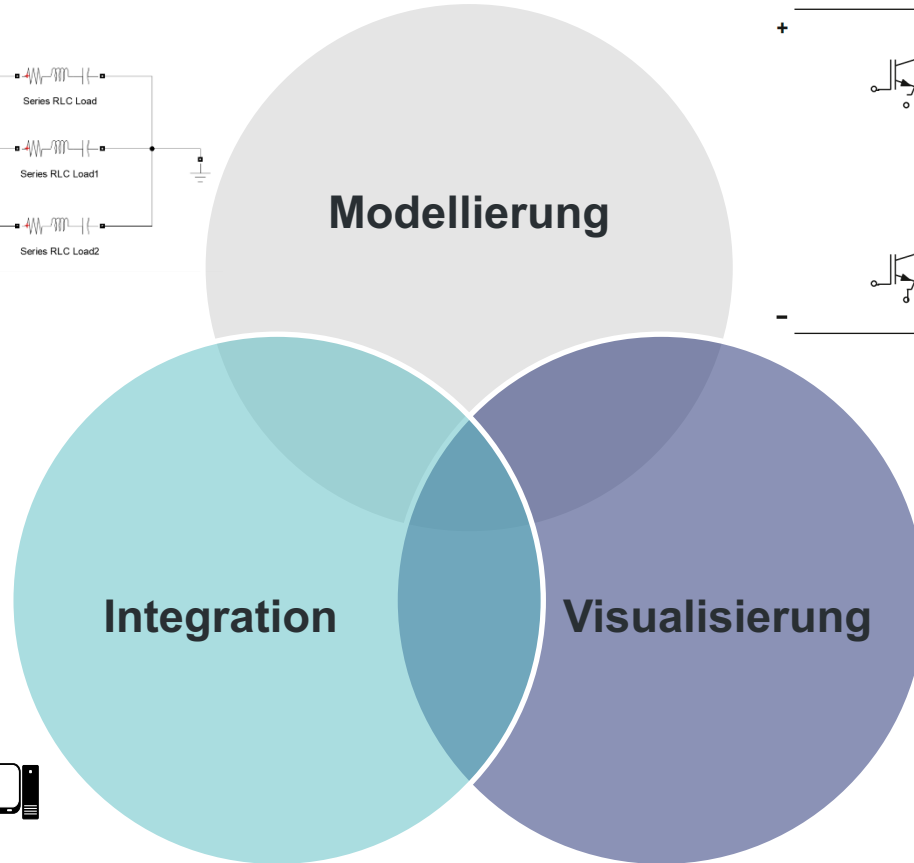 +
Series RLC Load
Series RLC Load1
Modellierung
Series RLC Load2
−
Integration
Visualisierung